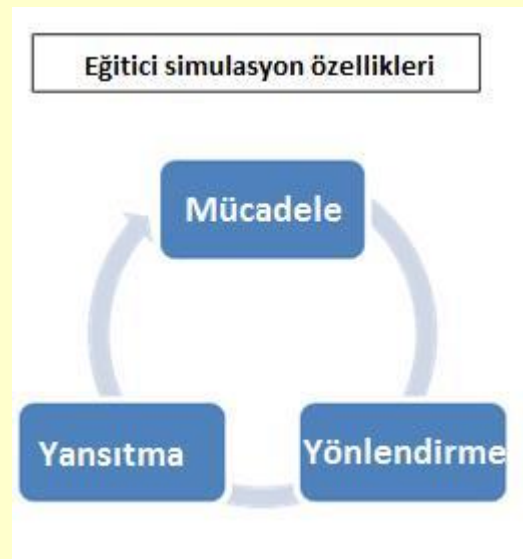 Eğitici simulasyon özellikleri
Mücadele
Yansıtma
Yönlendirme